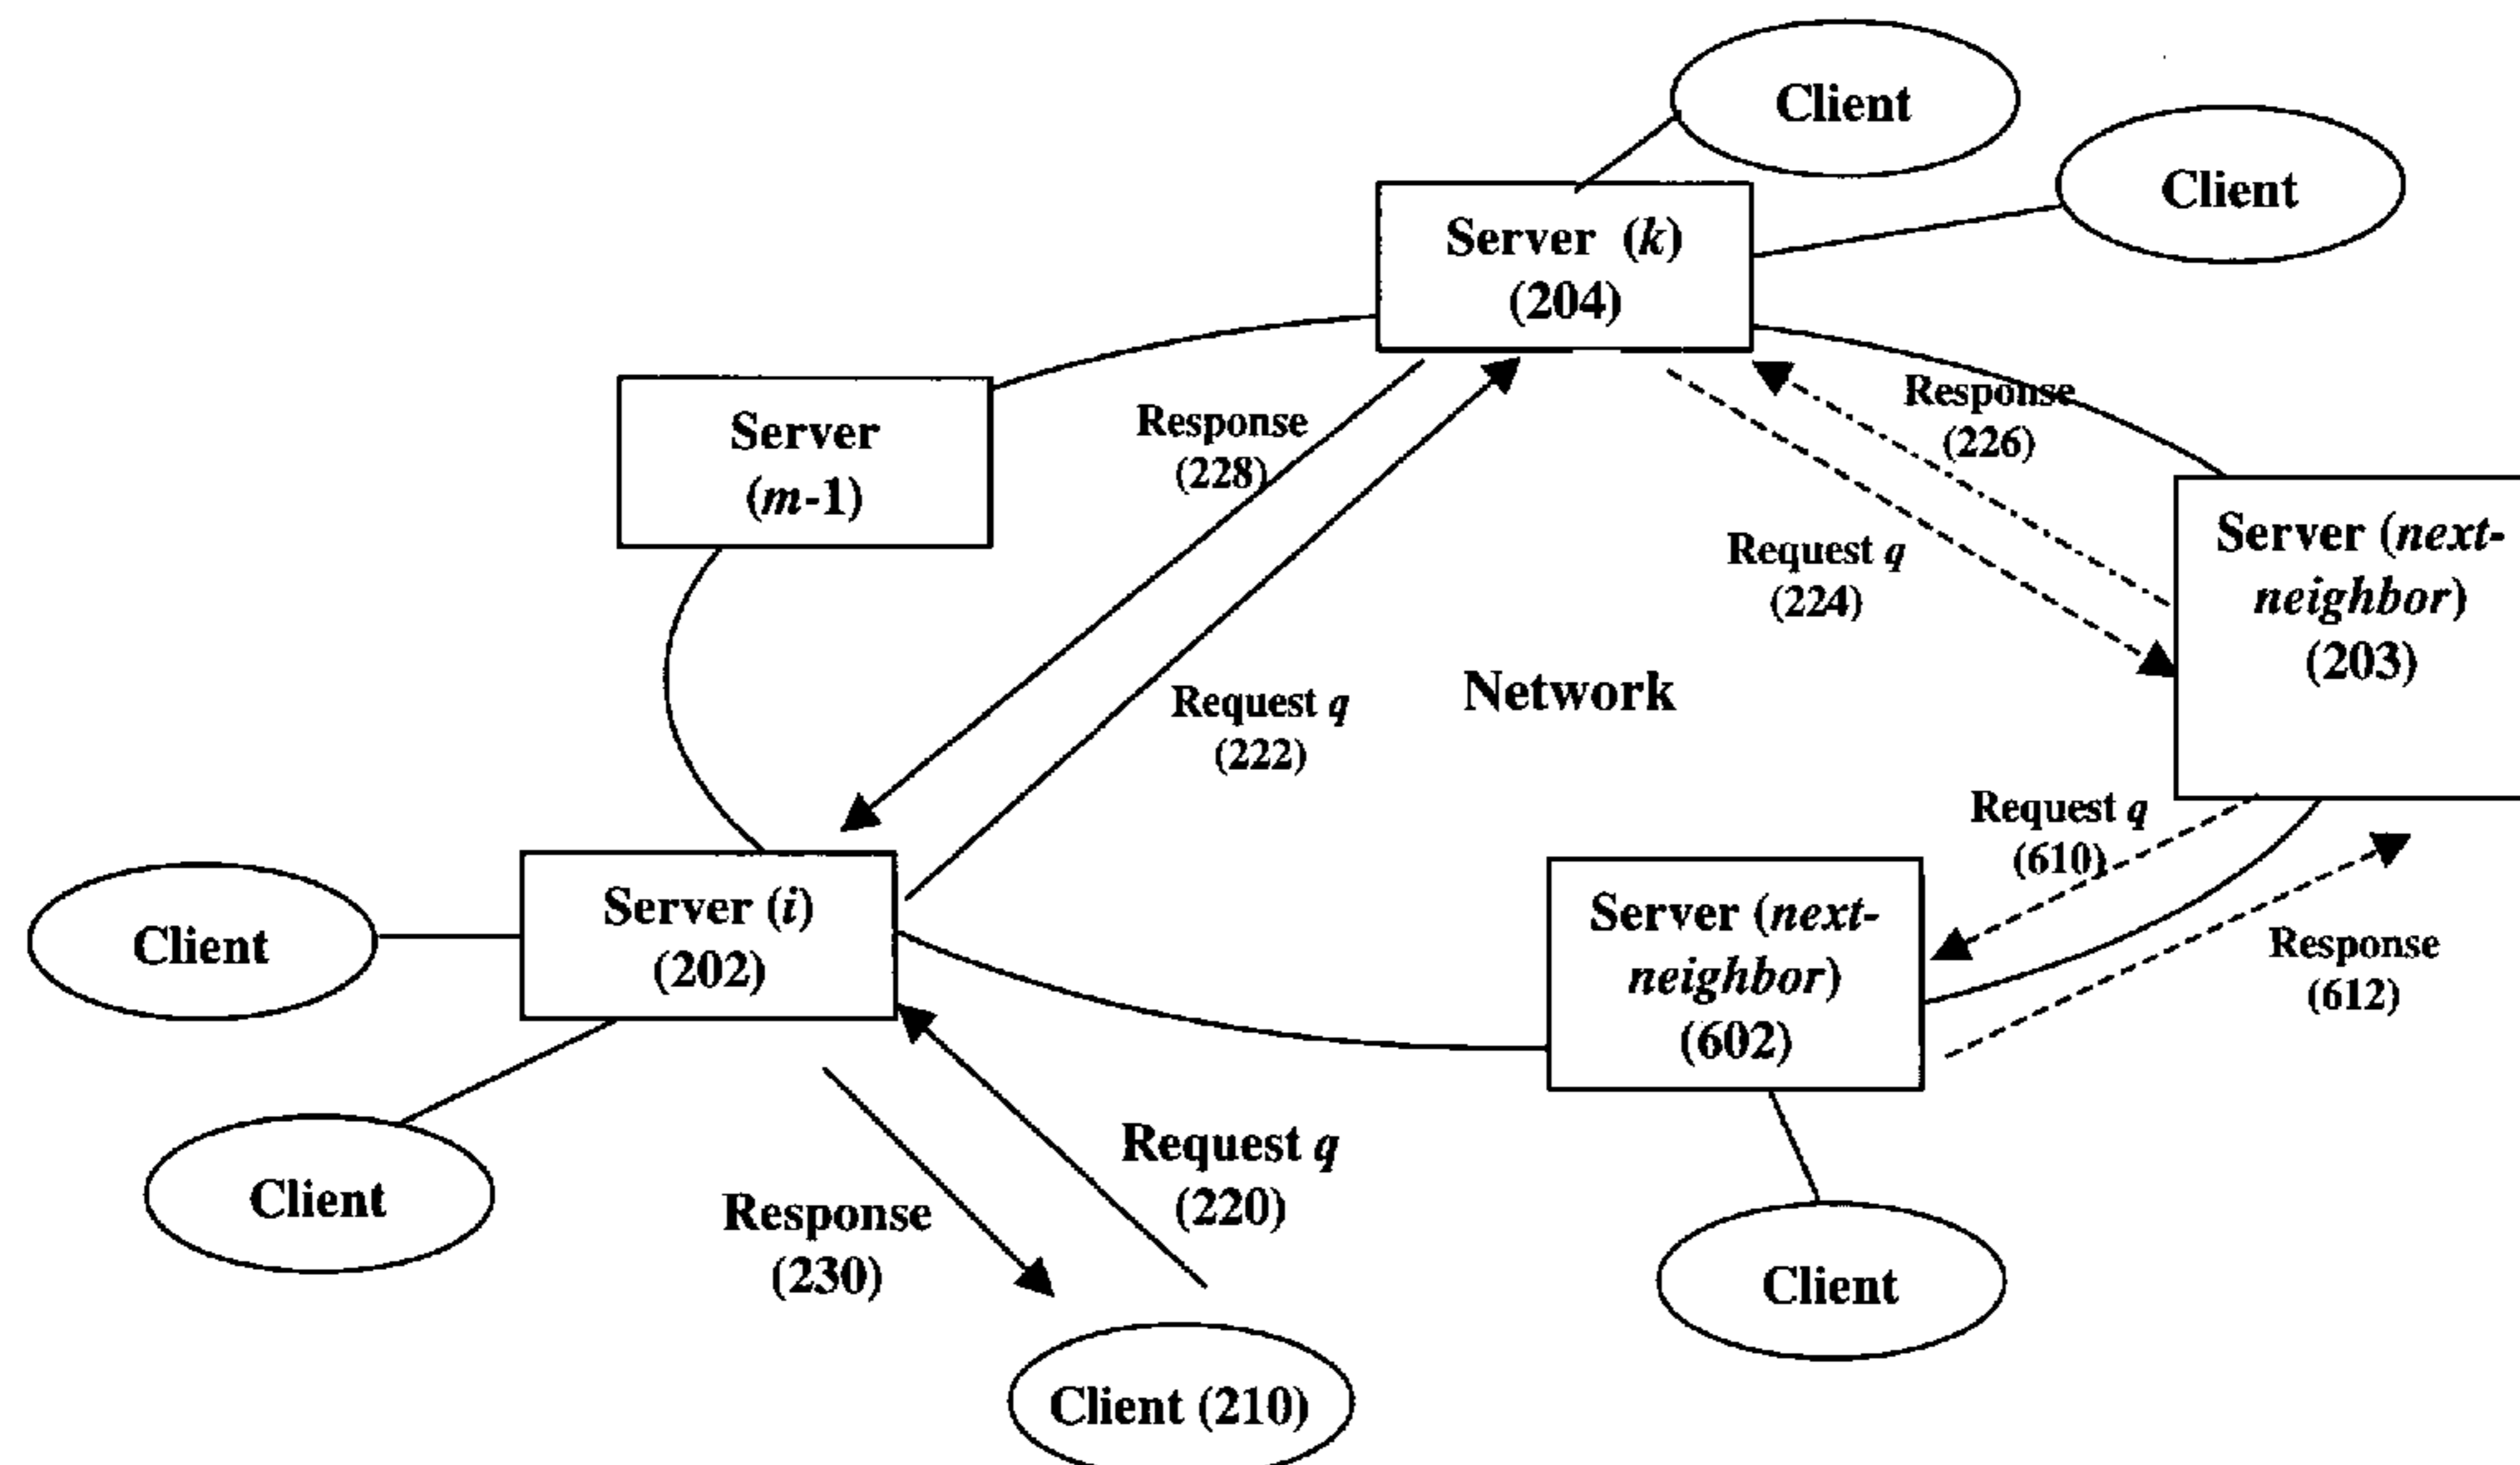 Client
Client
Server (k)
(204)
Response
(226)
Server
(m-1)
Response
(228)
Server (next-
neighbor)
(203)
Request q
(224)
Network
Request q
(222)
Request q
(610)
Server (i)
(202)
Client
Server (next-
neighbor)
(602)
Response
(612)
Client
Request q
(220)
Response
(230)
Client
Client (210)